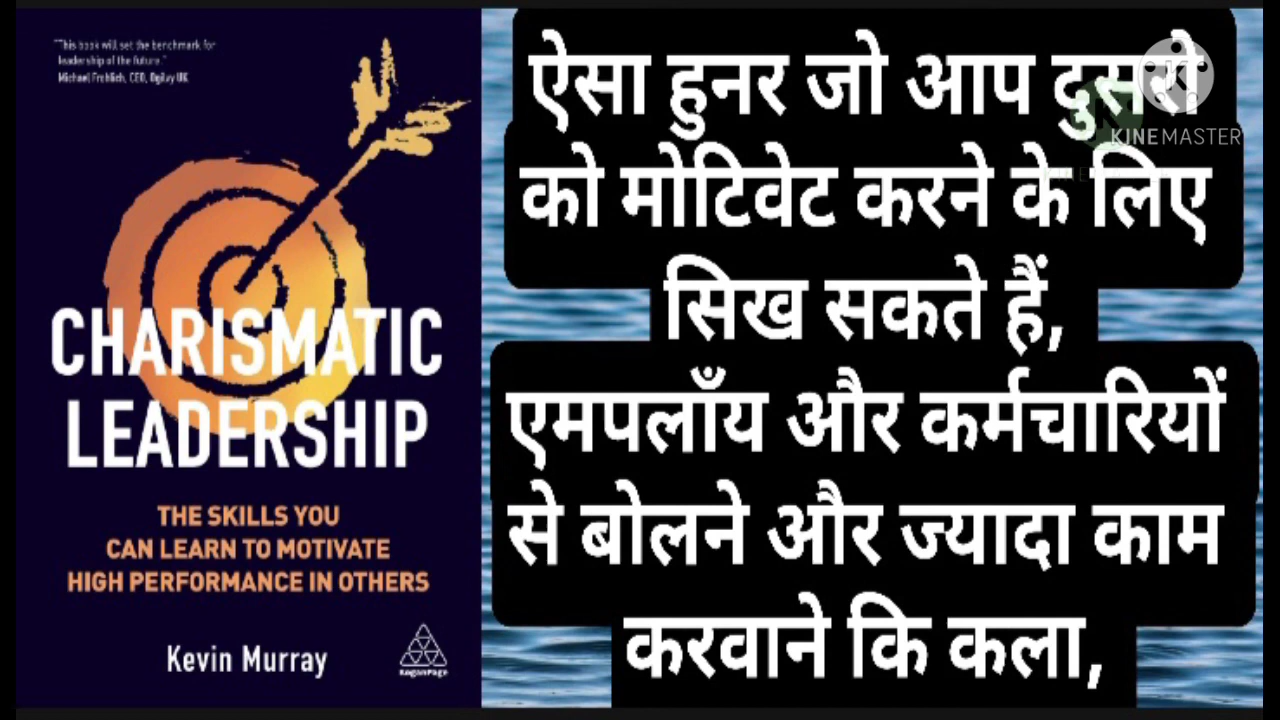 "This book will set the benchmark for
leadership of the future."
Michael Frohlich, CEO, Ogilvy UK
CHARISMATIC
LEADERSHIP
THE SKILLS YOU
CAN LEARN TO MOTIVATE
HIGH PERFORMANCE IN OTHERS
Kevin Murray
KoganPage
ऐसा हुनर जो आप दुसरो
को मोटिवेट करने के लिए
सिख सकते हैं,
एमपलाँय और कर्मचारियों
से बोलने और ज्यादा काम
करवाने कि कला,
K
KINEMASTER